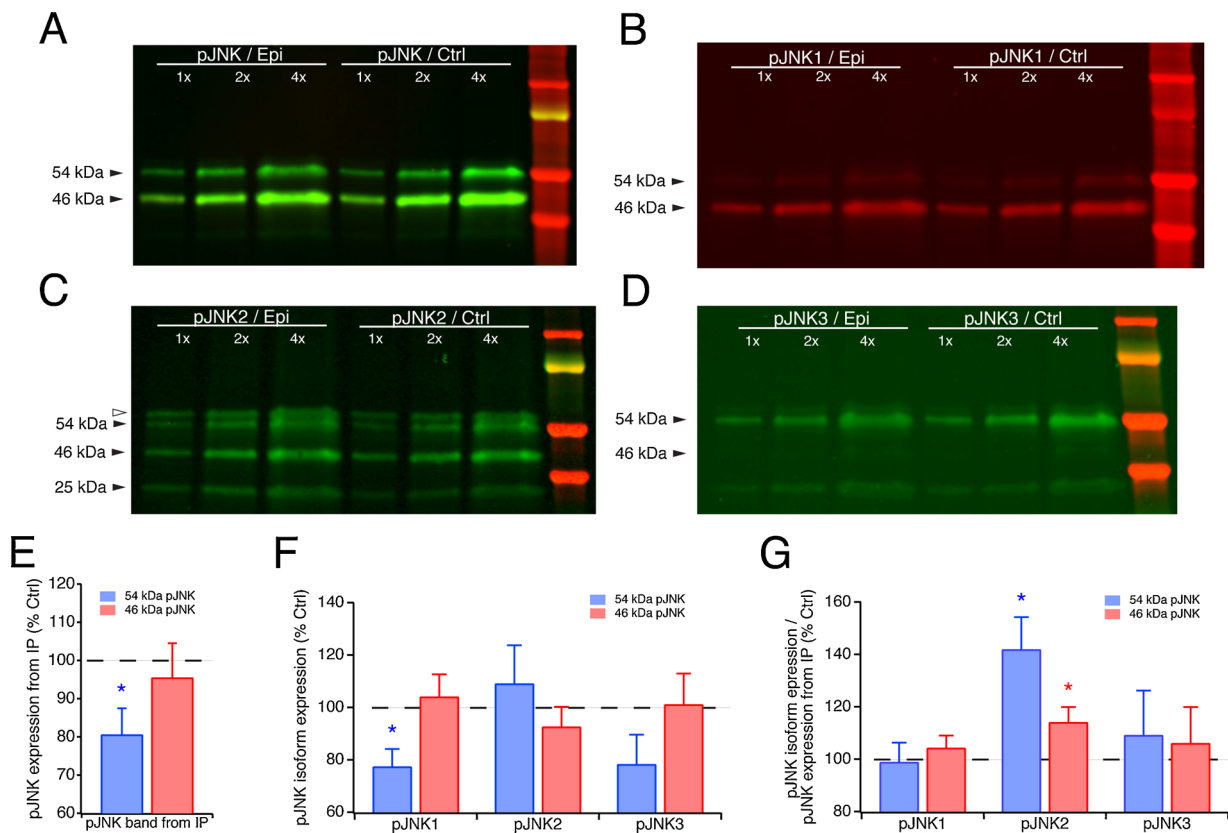 A
pJNK / Epi
pJNK / Ctrl
1x 2x 4x 1x 2x 4x
54 kDa
46 kDa
B
pJNK1 / Epi
pJNK1 / Ctrl
1x 2x 4x 1x 2x 4x
54 kDa
46 kDa
C
pJNK2 / Epi
pJNK2 / Ctrl
1x 2x 4x 1x 2x 4x
54 kDa
46 kDa
25 kDa
D
pJNK3 / Epi
pJNK3 / Ctrl
1x 2x 4x 1x 2x 4x
54 kDa
46 kDa
E
pJNK expression from IP (% Ctrl)
120
110
100
90
80
70
60
54 kDa pJNK
46 kDa pJNK
*
pJNK band from IP
F
pJNK isoform expression (% Ctrl)
140
120
100
80
60
54 kDa pJNK
46 kDa pJNK
*
pJNK1 pJNK2 pJNK3
G
pJNK isoform epression /
pJNK expression from IP (% Ctrl)
160
140
120
100
80
54 kDa pJNK
46 kDa pJNK
*
*
pJNK1 pJNK2 pJNK3